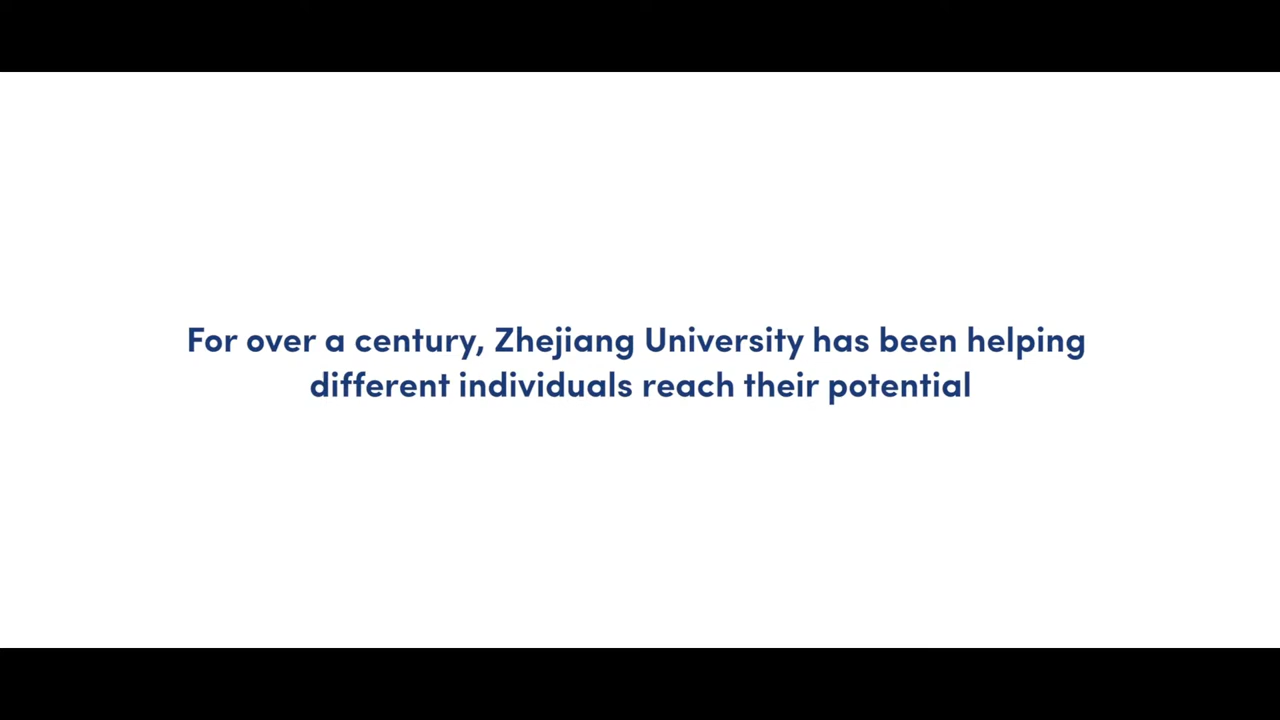 For over a century, Zhejiang University has been helping
different individuals reach their potential